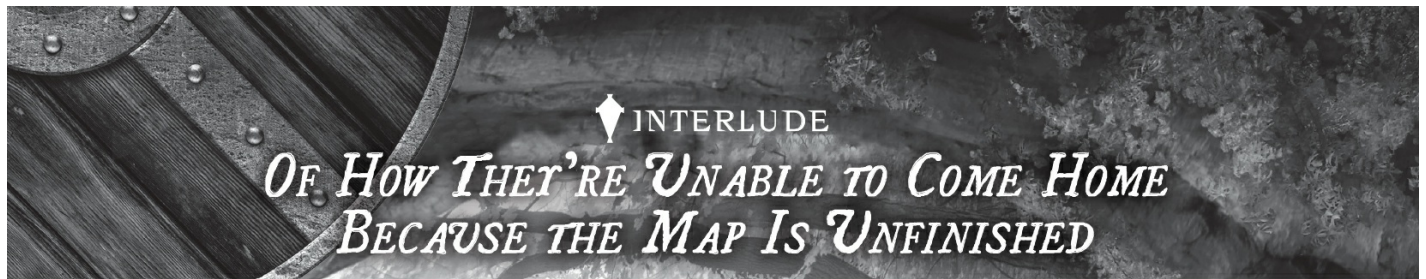 INTERLUDE
OF HOW THEY'RE UNABLE TO COME HOME
BECAUSE THE MAP IS UNFINISHED